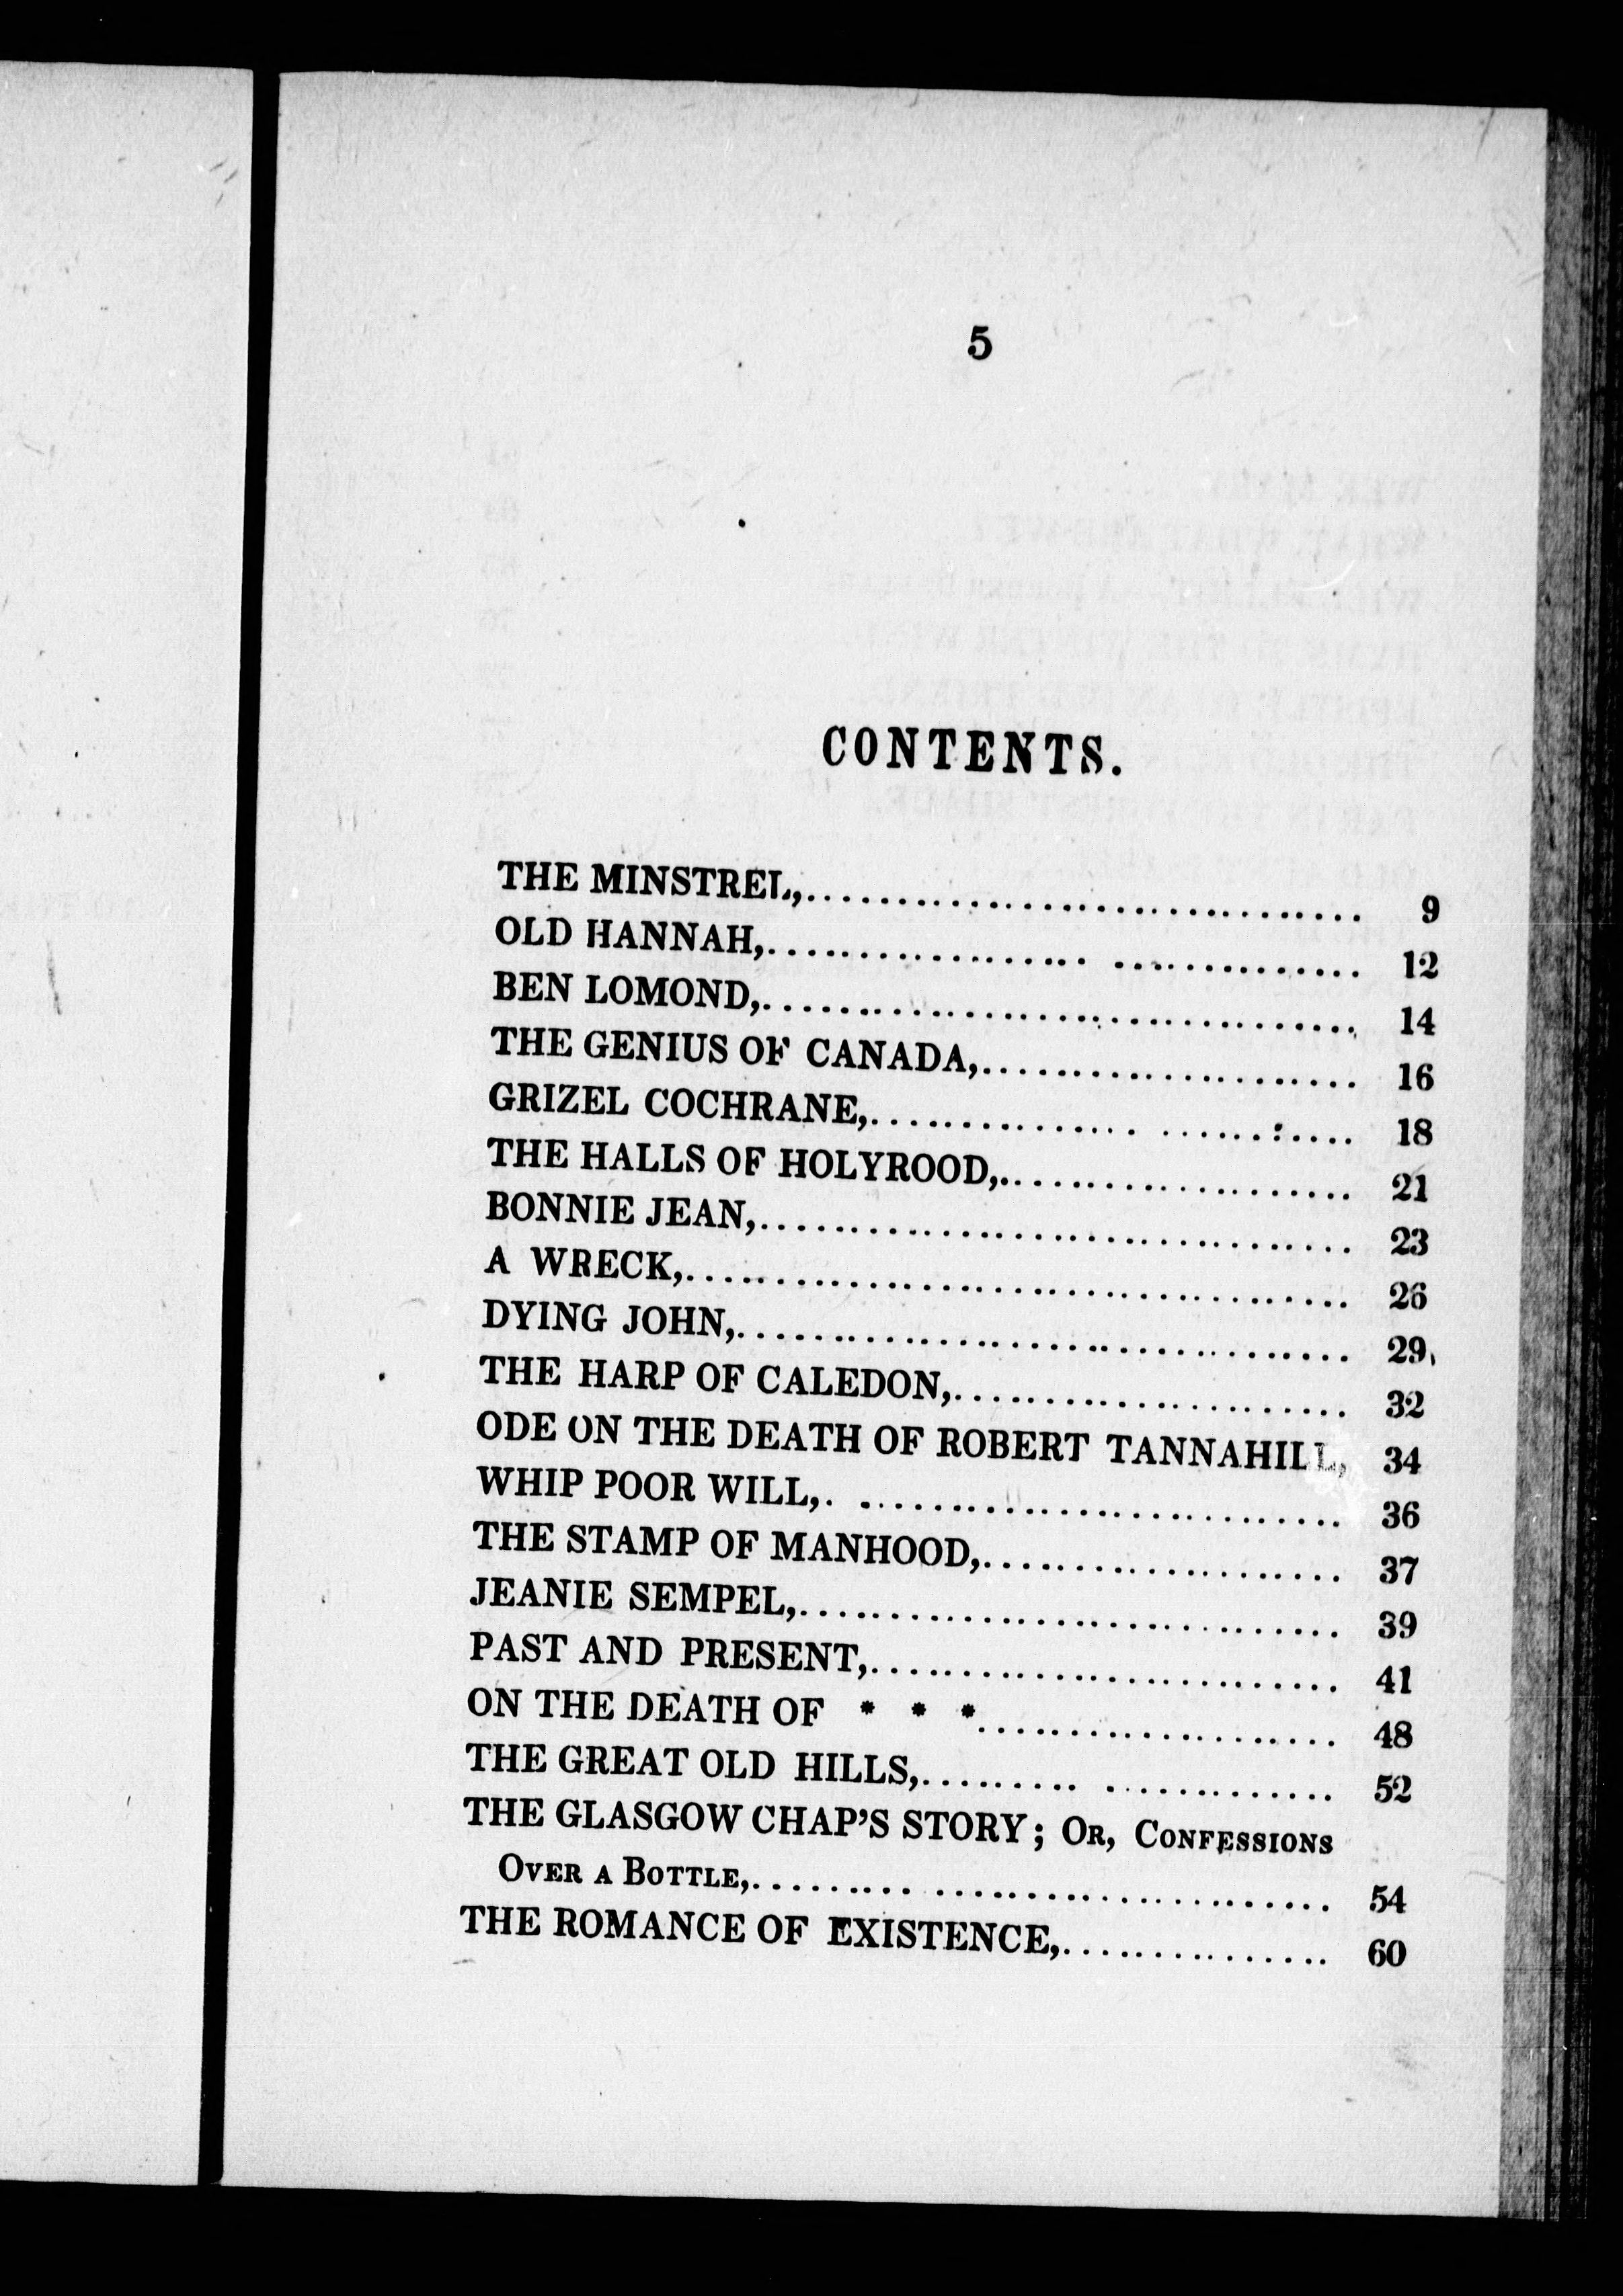 5
CONTENTS.
THE MINSTREL,............................... 9
OLD HANNAH,................................ 12
BEN LOMOND,................................ 14
THE GENIUS OF CANADA,..................... 16
GRIZEL COCHRANE,.......................... 18
THE HALLS OF HOLYROOD,.................... 21
BONNIE JEAN,................................ 23
A WRECK,.................................... 26
DYING JOHN,................................. 29
THE HARP OF CALEDON,...................... 32
ODE ON THE DEATH OF ROBERT TANNAHILL, 34
WHIP POOR WILL,. ........................... 36
THE STAMP OF MANHOOD,.................... 37
JEANIE SEMPEL,.............................. 39
PAST AND PRESENT,.......................... 41
ON THE DEATH OF * * *.................... 48
THE GREAT OLD HILLS,......... ............. 52
THE GLASGOW CHAP'S STORY; OR, CONFESSIONS
OVER A BOTTLE,......... ...................... 54
THE ROMANCE OF EXISTENCE,............... 60